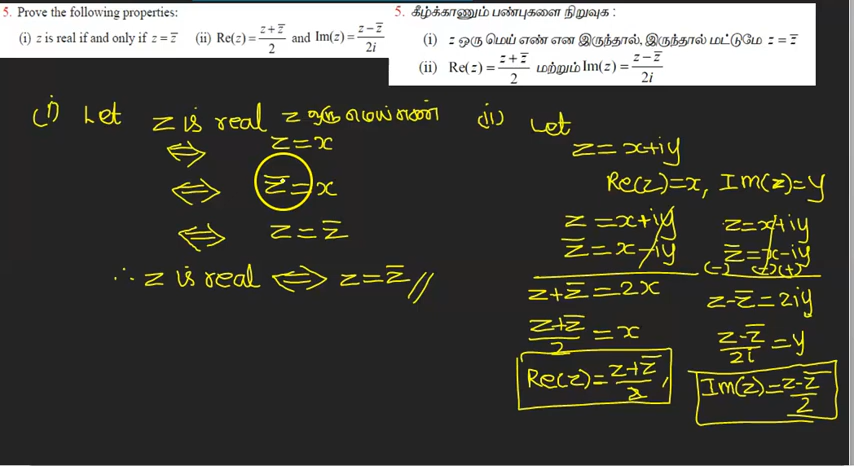 5. Prove the following properties:
(i) z is real if and only if z = z̅ (ii) Re(z) = (z + z̅)/2 and Im(z) = (z − z̅)/2i
5. கீழ்க்காணும் பண்புகளை நிறுவுக :
(i) z ஒரு மெய் எண் என இருந்தால், இருந்தால் மட்டுமே z = z̅
(ii) Re(z) = (z + z̅)/2 மற்றும் Im(z) = (z − z̅)/2i
(i) Let z is real z ஒரு மெய்எண்
⇔ z = x
⇔ z̅ = x
⇔ z = z̅
∴ z is real ⇔ z = z̅ //
(ii) Let
z = x+iy
Re(z) = x, Im(z) = y
z = x+iy
z̅ = x−iy
z+z̅ = 2x
(z+z̅)/2 = x
Re(z) = (z+z̅)/2,
z = x+iy
z̅ = x−iy
(−) (−) (+)
z−z̅ = 2iy
(z−z̅)/2i = y
Im(z) = (z−z̅)/2